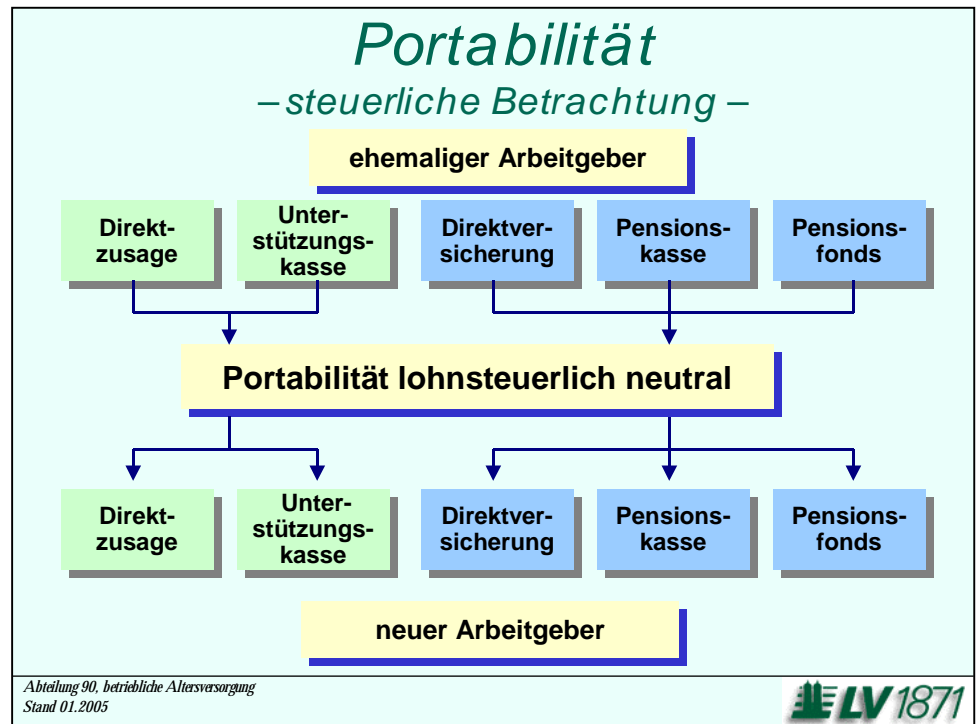 Portabilität
– steuerliche Betrachtung –
ehemaliger Arbeitgeber
Direkt-
zusage
Unter-
stützungs-
kasse
Direktver-
sicherung
Pensions-
kasse
Pensions-
fonds
Portabilität lohnsteuerlich neutral
Direkt-
zusage
Unter-
stützungs-
kasse
Direktver-
sicherung
Pensions-
kasse
Pensions-
fonds
neuer Arbeitgeber
Abteilung 90, betriebliche Altersversorgung
Stand 01.2005
LV 1871